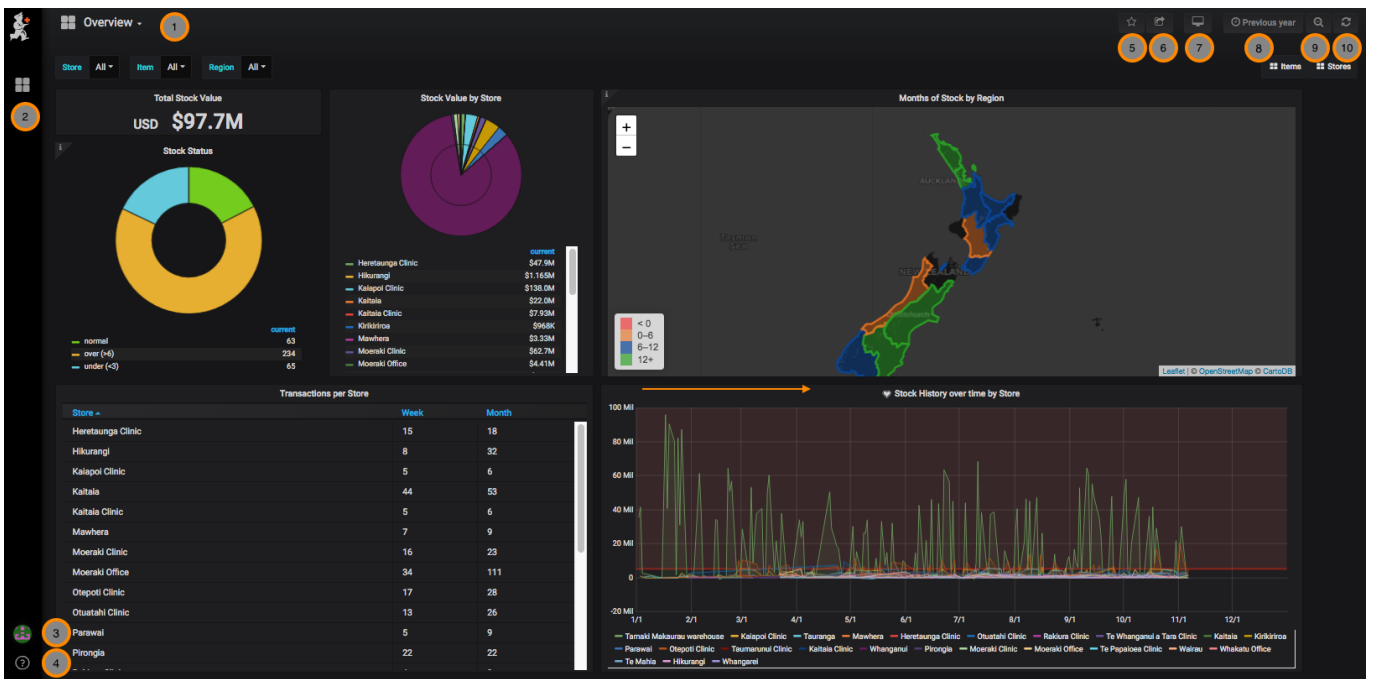 Overview
1
5
6
7
Previous year
8
9
10
Store All Item All Region All
Items Stores
2
Total Stock Value
USD $97.7M
Stock Status
current
normal 63
over (>6) 234
under (<3) 65
Stock Value by Store
current
Heretaunga Clinic $47.9M
Hikurangi $1.165M
Kaiapoi Clinic $138.0M
Kaitaia $22.0M
Kaitaia Clinic $7.93M
Kirikiriroa $968K
Mawhera $3.33M
Moeraki Clinic $62.7M
Moeraki Office $4.41M
i
i
Months of Stock by Region
+
−
AUCKLAND
Tasman
Sea
NEW ZEALAND
< 0
0–6
6–12
12+
Leaflet | © OpenStreetMap © CartoDB
Transactions per Store
Store Week Month
Heretaunga Clinic 15 18
Hikurangi 8 32
Kaiapoi Clinic 5 6
Kaitaia 44 53
Kaitaia Clinic 5 6
Mawhera 7 9
Moeraki Clinic 16 23
Moeraki Office 34 111
Otepoti Clinic 17 28
Otuatahi Clinic 13 26
Parawai 5 9
Pirongia 22 22
3
4
?
Stock History over time by Store
100 Mil
80 Mil
60 Mil
40 Mil
20 Mil
0
-20 Mil
1/1 2/1 3/1 4/1 5/1 6/1 7/1 8/1 9/1 10/1 11/1 12/1
Tamaki Makaurau warehouse Kaiapoi Clinic Tauranga Mawhera Heretaunga Clinic Otuatahi Clinic Rakiura Clinic Te Whanganui a Tara Clinic Kaitaia Kirikiriroa
Parawai Otepoti Clinic Taumarunui Clinic Kaitaia Clinic Whanganui Pirongia Moeraki Clinic Moeraki Office Te Papaioea Clinic Wairau Whakatu Office
Te Mahia Hikurangi Whangarei